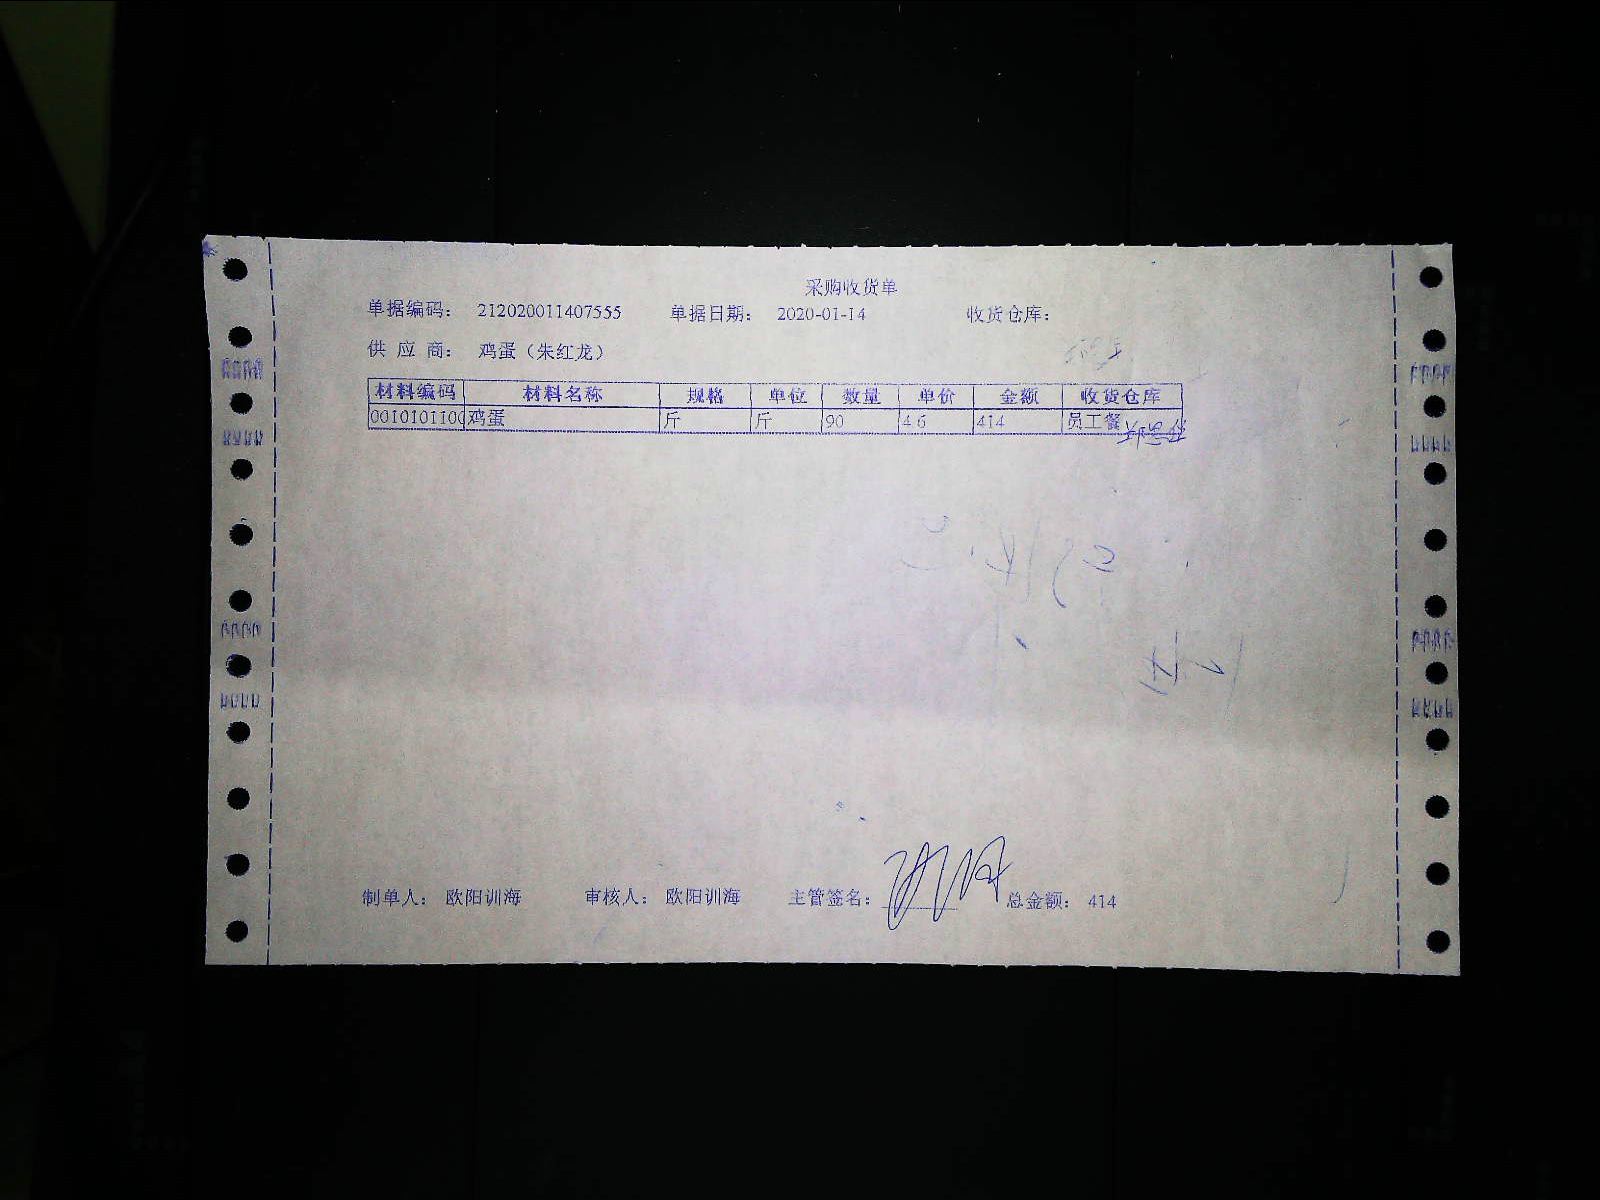 采购收货单
单据编码： 212020011407555 单据日期： 2020-01-14 收货仓库：
供 应 商： 鸡蛋（朱红龙）
材料编码 材料名称 规格 单位 数量 单价 金额 收货仓库
0010101100 鸡蛋 斤 斤 90 4.6 414 员工餐
制单人： 欧阳训海 审核人： 欧阳训海 主管签名： 总金额： 414